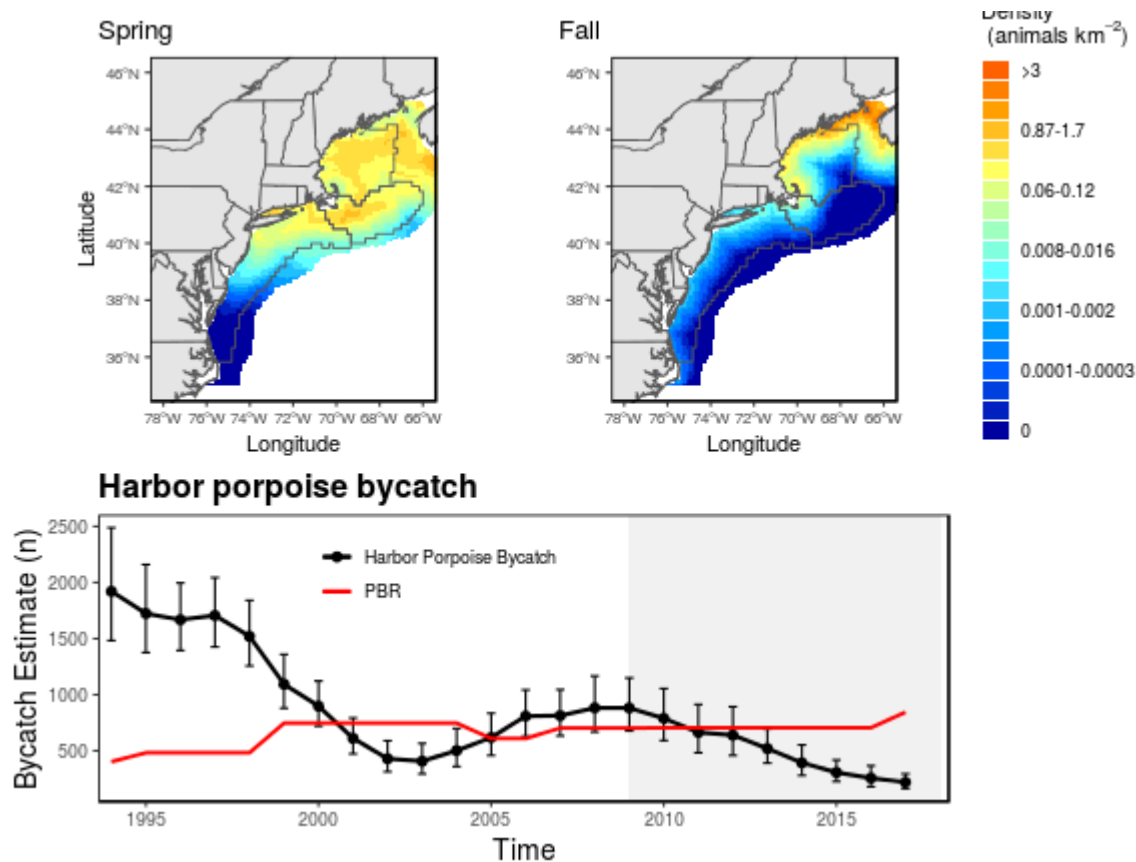 Spring
Fall
Density
(animals km⁻²)
46°N
44°N
42°N
40°N
38°N
36°N
Latitude
78°W 76°W 74°W 72°W 70°W 68°W 66°W
Longitude
46°N
44°N
42°N
40°N
38°N
36°N
78°W 76°W 74°W 72°W 70°W 68°W 66°W
Longitude
>3
0.87-1.7
0.06-0.12
0.008-0.016
0.001-0.002
0.0001-0.0003
0
Harbor porpoise bycatch
Bycatch Estimate (n)
2500
2000
1500
1000
500
Harbor Porpoise Bycatch
PBR
1995 2000 2005 2010 2015
Time